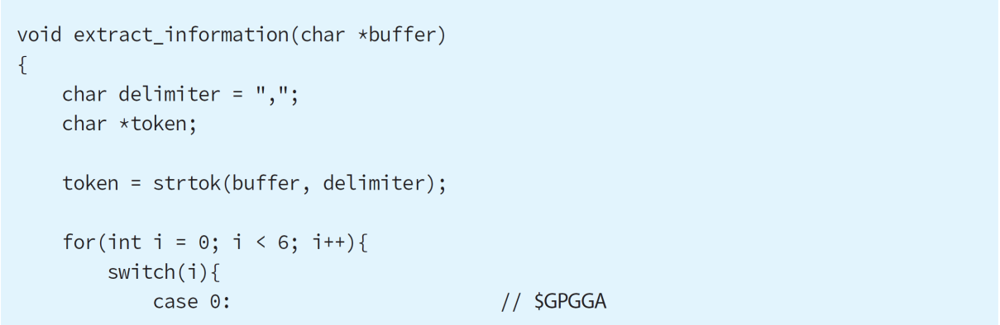 void extract_information(char *buffer)
{
    char delimiter = ",";
    char *token;

    token = strtok(buffer, delimiter);

    for(int i = 0; i < 6; i++){
        switch(i){
            case 0:                        // $GPGGA